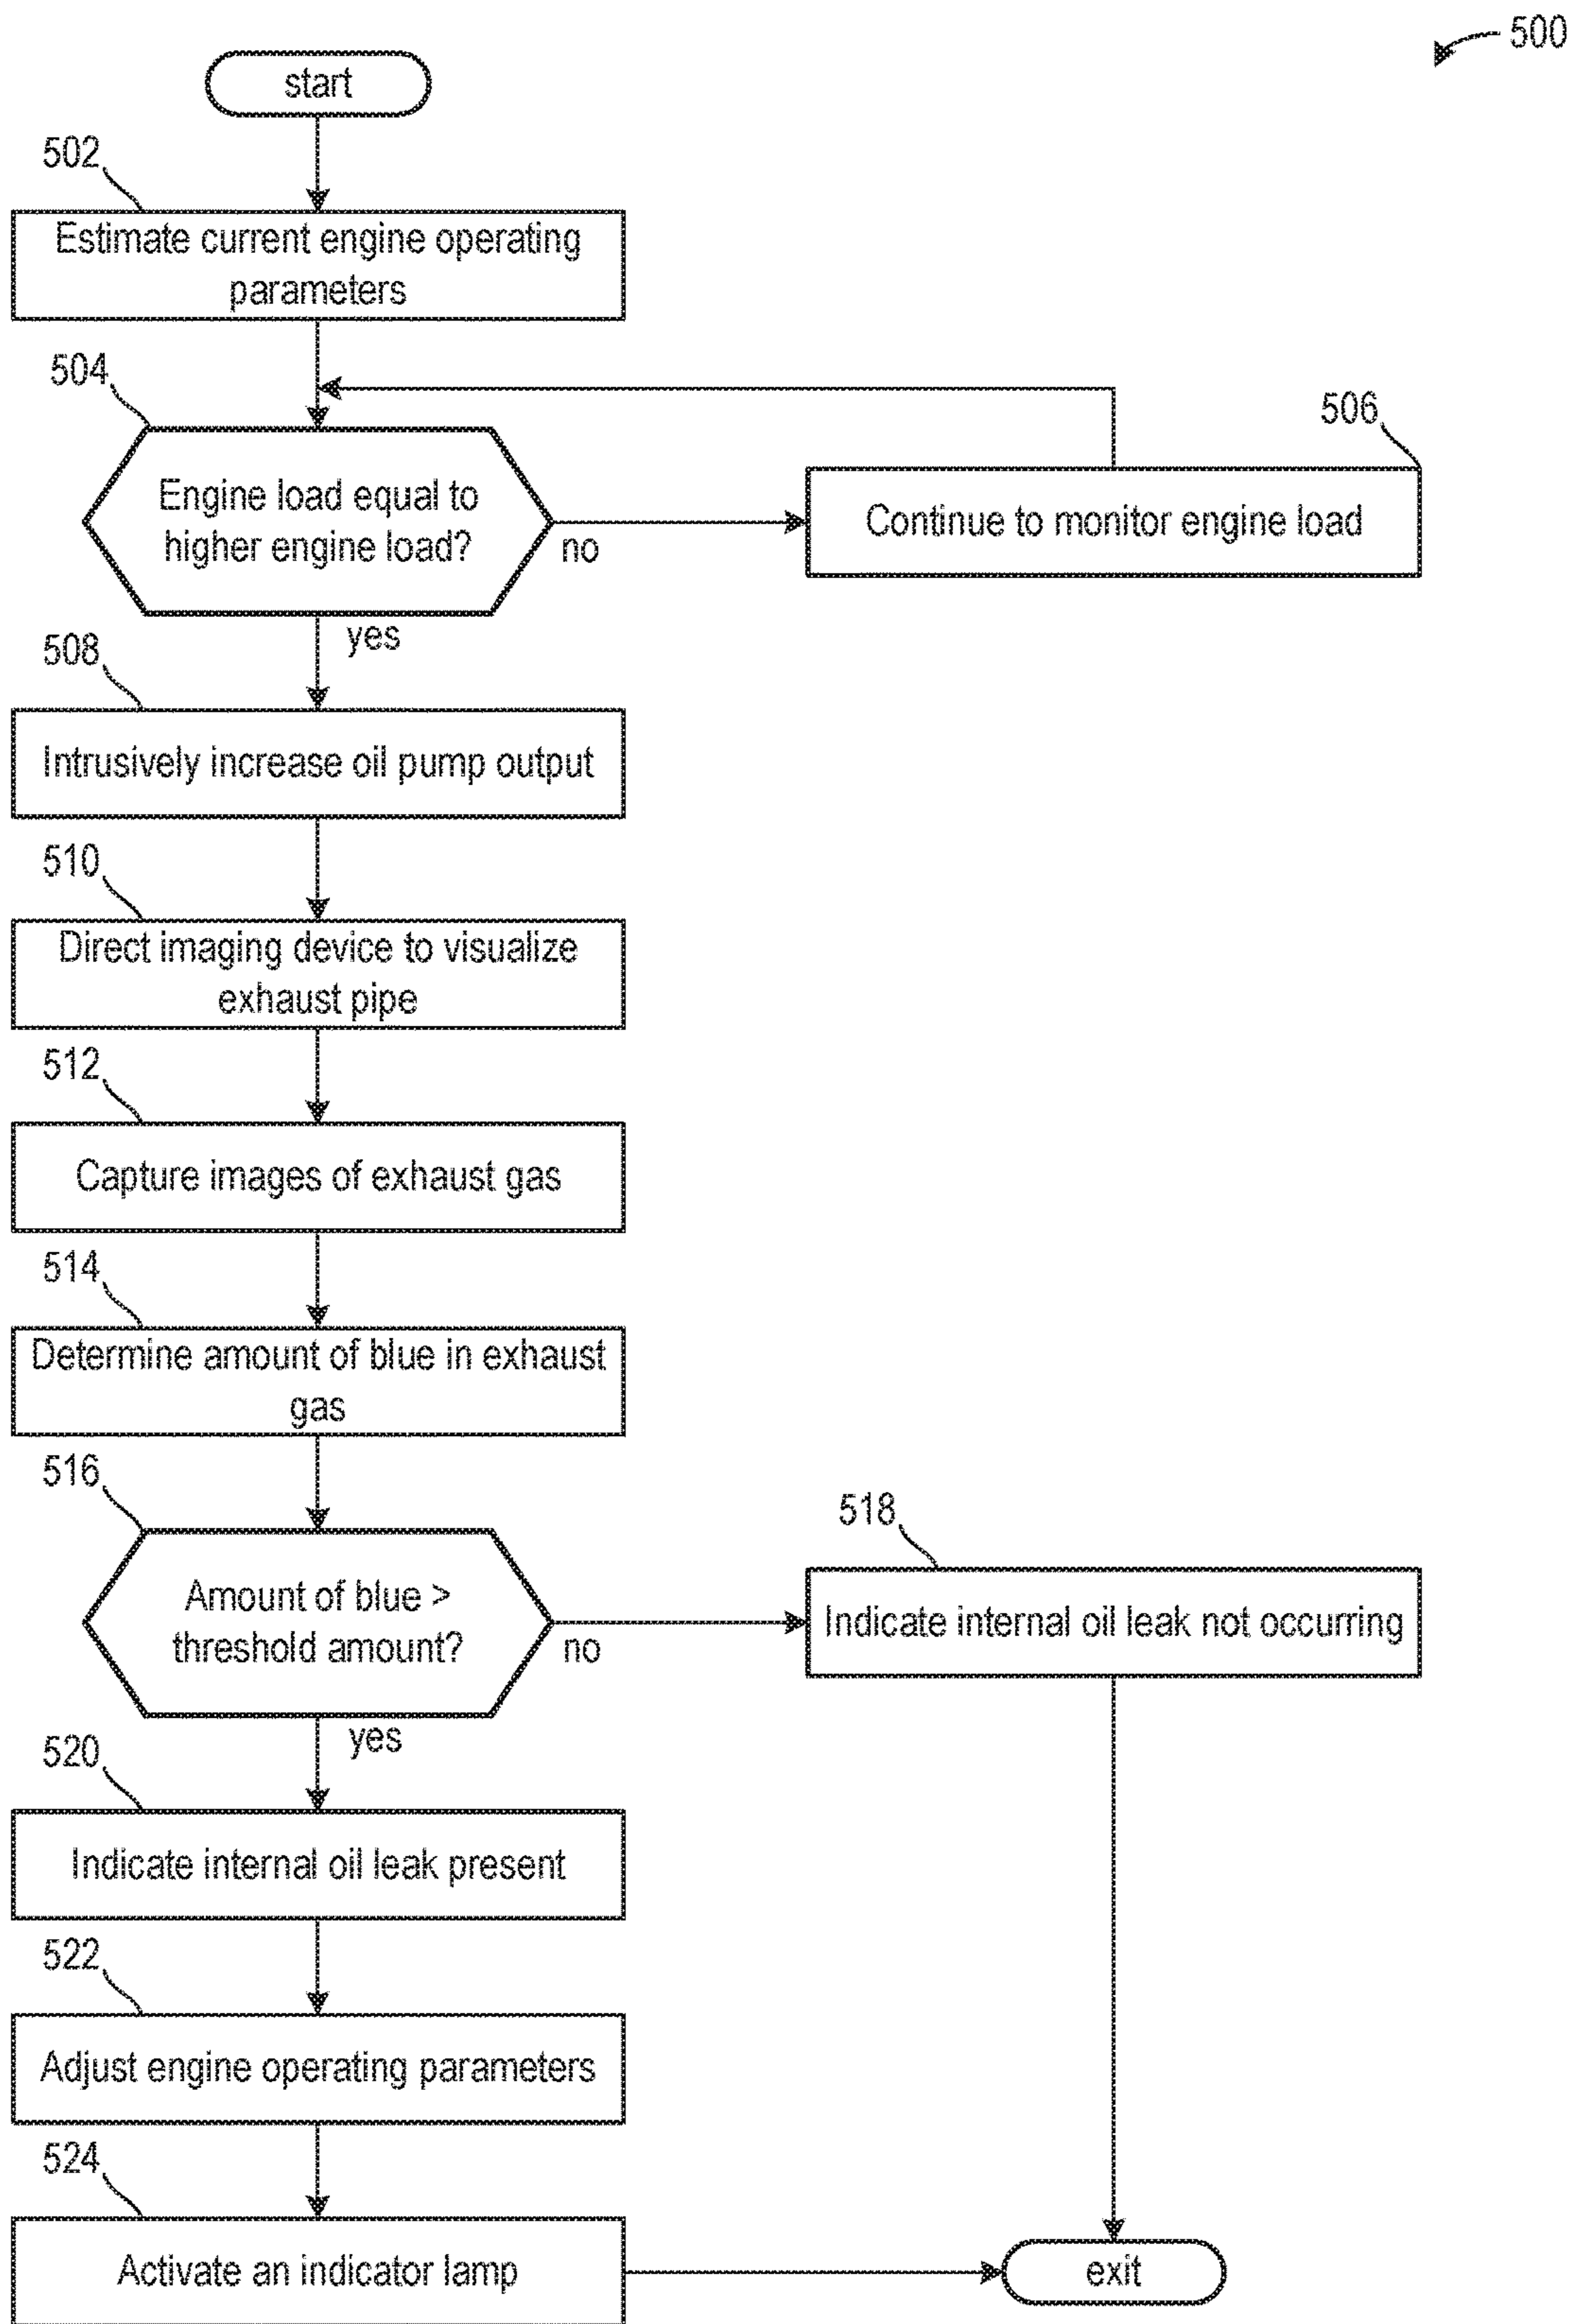 500
start
502
Estimate current engine operating
parameters
504
Engine load equal to
higher engine load?
no
506
Continue to monitor engine load
yes
508
Intrusively increase oil pump output
510
Direct imaging device to visualize
exhaust pipe
512
Capture images of exhaust gas
514
Determine amount of blue in exhaust
gas
516
Amount of blue >
threshold amount?
no
518
Indicate internal oil leak not occurring
yes
520
Indicate internal oil leak present
522
Adjust engine operating parameters
524
Activate an indicator lamp
exit